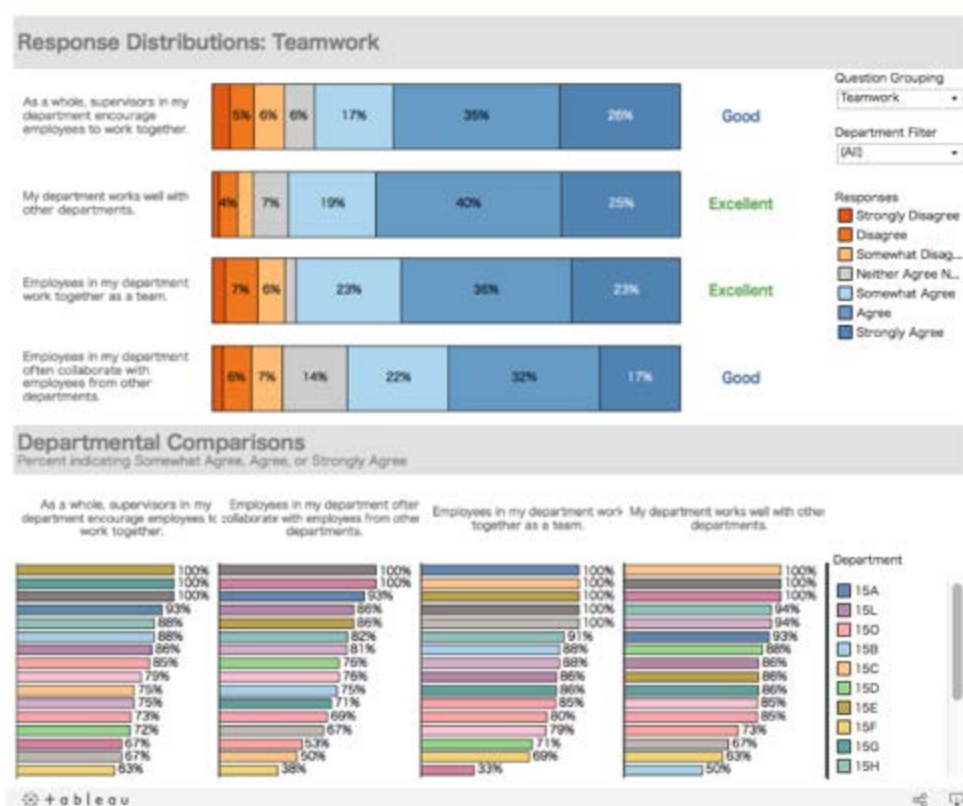 Response Distributions: Teamwork
Question Grouping
Teamwork
Department Filter
(All)
Responses
Strongly Disagree
Disagree
Somewhat Disag...
Neither Agree N...
Somewhat Agree
Agree
Strongly Agree
As a whole, supervisors in my
department encourage
employees to work together.
5% 6% 6% 17% 35% 26%
Good
My department works well with
other departments.
4% 7% 19% 40% 25%
Excellent
Employees in my department
work together as a team.
7% 6% 23% 36% 23%
Excellent
Employees in my department
often collaborate with
employees from other
departments.
6% 7% 14% 22% 32% 17%
Good
Departmental Comparisons
Percent indicating Somewhat Agree, Agree, or Strongly Agree
As a whole, supervisors in my
department encourage employees to
work together.
100%
100%
100%
93%
88%
88%
86%
85%
79%
75%
75%
73%
72%
67%
67%
63%
Employees in my department often
collaborate with employees from other
departments.
100%
100%
93%
86%
86%
82%
81%
76%
76%
75%
71%
69%
67%
53%
50%
38%
Employees in my department work
together as a team.
100%
100%
100%
100%
100%
91%
88%
88%
86%
86%
85%
80%
79%
71%
69%
33%
My department works well with other
departments.
100%
100%
100%
94%
94%
93%
88%
86%
86%
86%
85%
85%
73%
67%
63%
50%
Department
15A
15L
15O
15B
15C
15D
15E
15F
15G
15H
+ a b l e a u